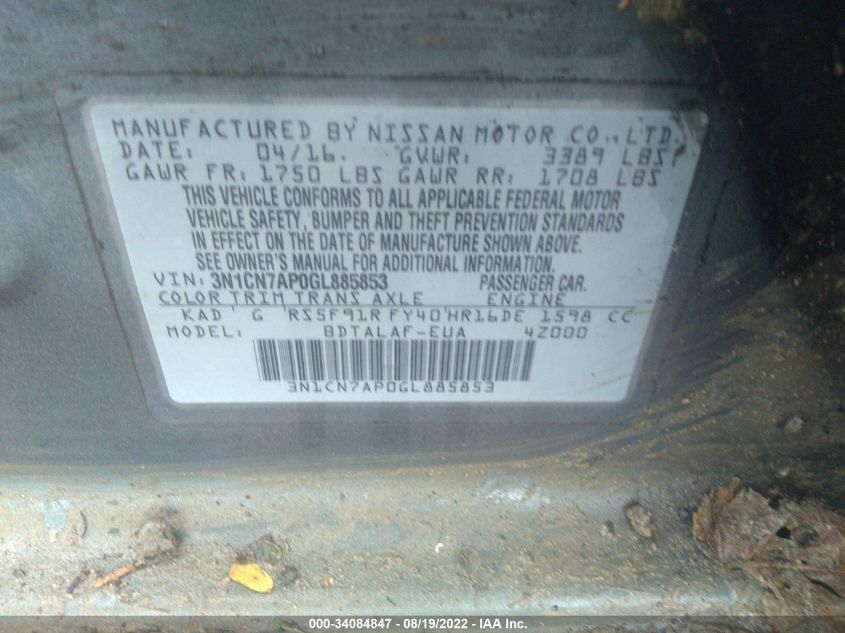 MANUFACTURED BY NISSAN MOTOR CO., LTD.
DATE: 04/16. GVWR: 3389 LBS
GAWR FR: 1750 LBS GAWR RR: 1708 LBS
THIS VEHICLE CONFORMS TO ALL APPLICABLE FEDERAL MOTOR
VEHICLE SAFETY, BUMPER AND THEFT PREVENTION STANDARDS
IN EFFECT ON THE DATE OF MANUFACTURE SHOWN ABOVE.
SEE OWNER'S MANUAL FOR ADDITIONAL INFORMATION.
VIN: 3N1CN7AP0GL885853 PASSENGER CAR.
COLOR TRIM TRANS AXLE ENGINE
KAD G RS5F91R FY40 HR16DE 1598 CC
MODEL: BDTALAF-EUA 4Z000
3N1CN7AP0GL885853
000-34084847 - 08/19/2022 - IAA Inc.